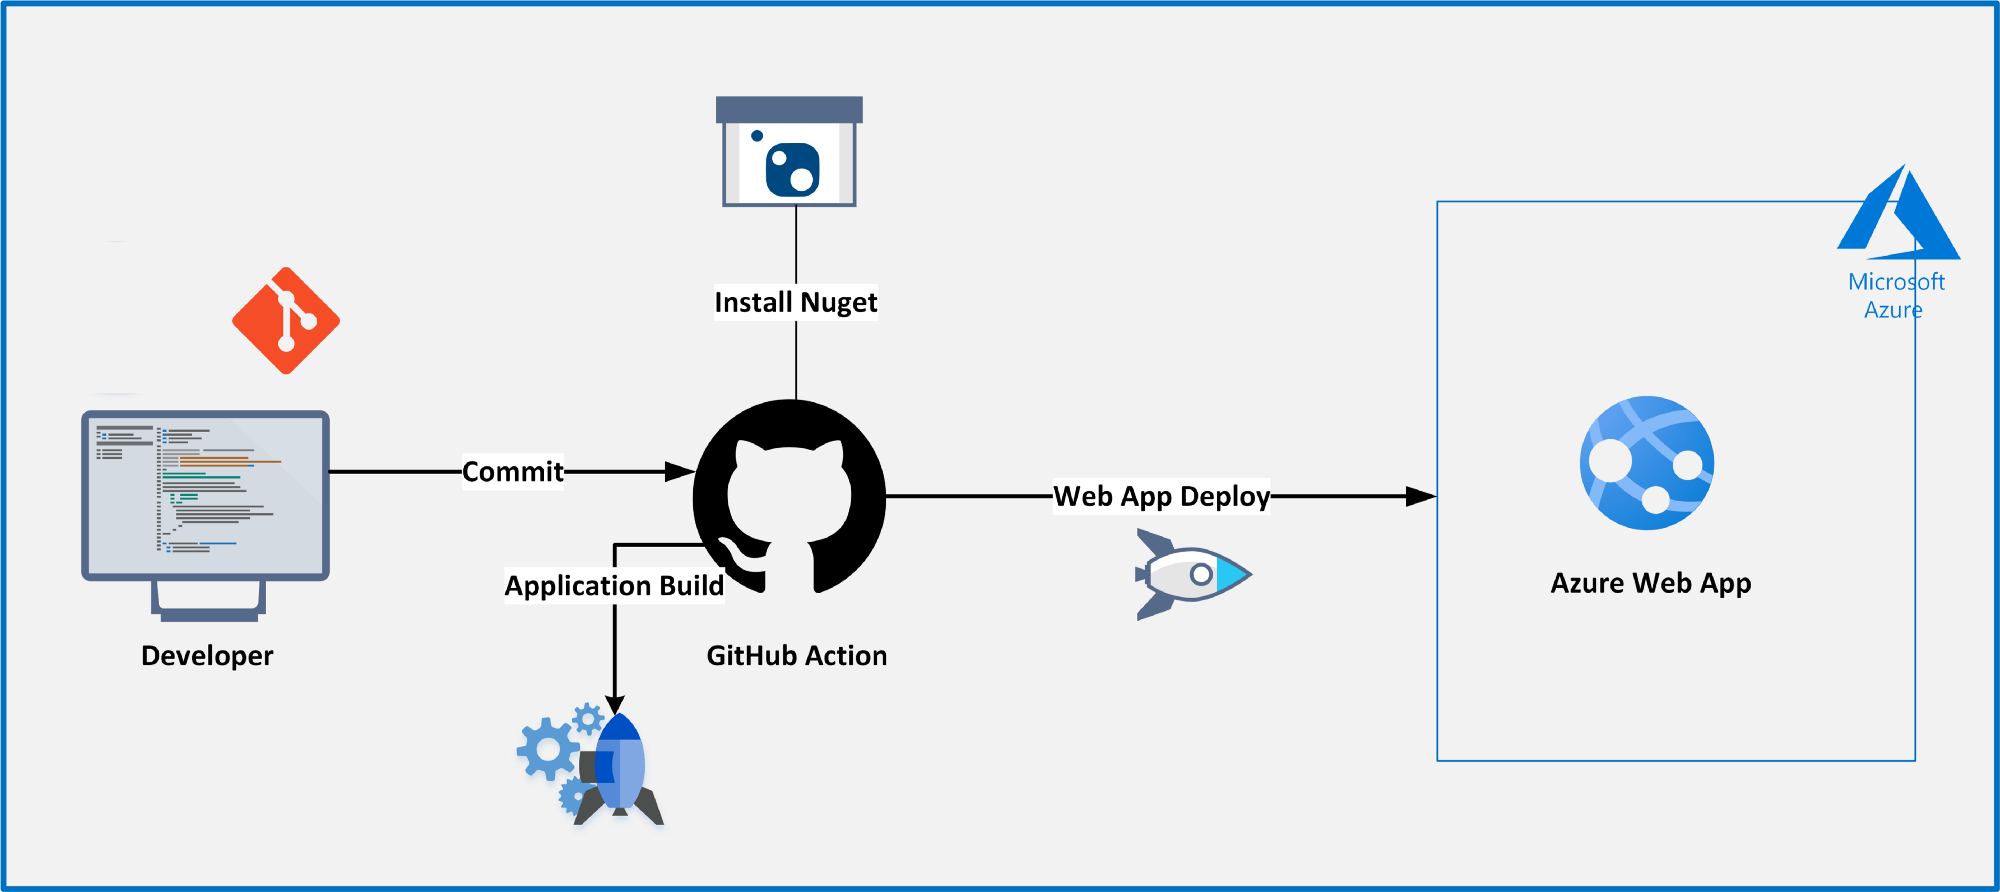 Install Nuget
Microsoft
Azure
Commit
Web App Deploy
Application Build
Azure Web App
Developer
GitHub Action